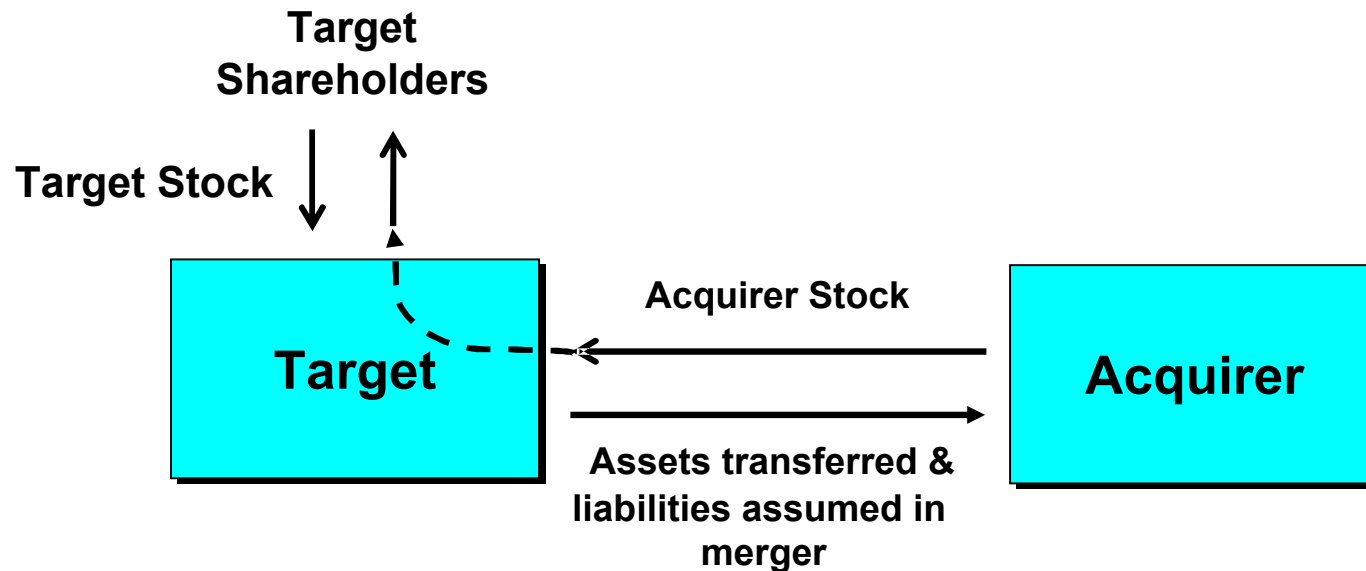 Target
Shareholders
Target Stock
Acquirer Stock
Target
Acquirer
Assets transferred &
liabilities assumed in
merger